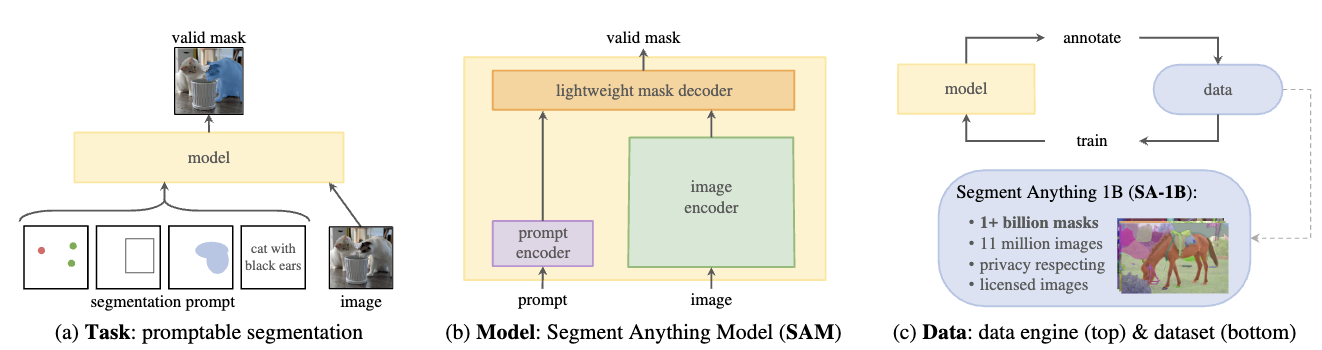 valid mask
model
cat with
black ears
segmentation prompt
image
(a) Task: promptable segmentation
valid mask
lightweight mask decoder
image
encoder
prompt
encoder
prompt
image
(b) Model: Segment Anything Model (SAM)
annotate
model
data
train
Segment Anything 1B (SA-1B):
• 1+ billion masks
• 11 million images
• privacy respecting
• licensed images
(c) Data: data engine (top) & dataset (bottom)